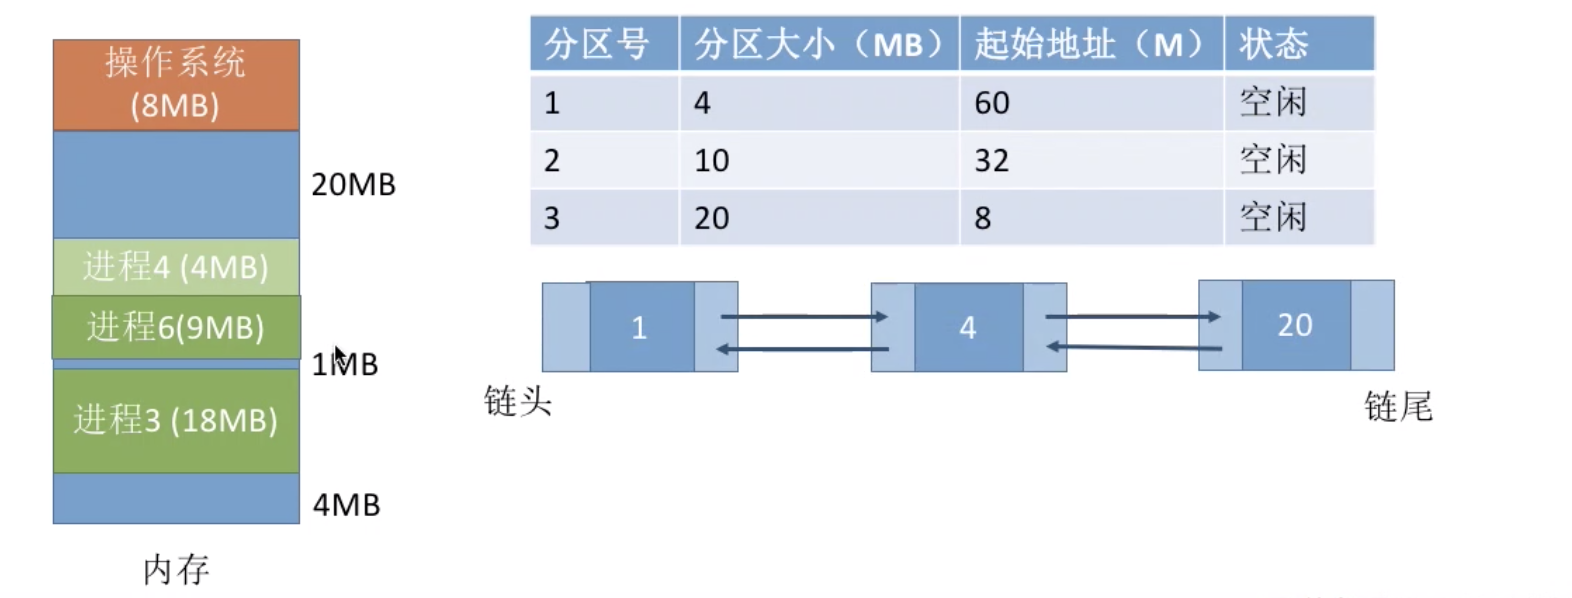 操作系统
(8MB)
20MB
进程4 (4MB)
进程6(9MB)
1MB
进程3 (18MB)
4MB
内存
分区号 分区大小（MB） 起始地址（M） 状态
1 4 60 空闲
2 10 32 空闲
3 20 8 空闲
1 4 20
链头 链尾